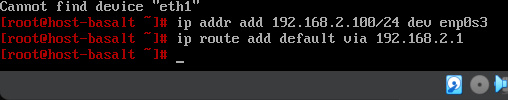 Cannot find device "eth1"
[root@host-basalt]# ip addr add 192.168.2.100/24 dev enp0s3
[root@host-basalt]# ip route add default via 192.168.2.1
[root@host-basalt]# _